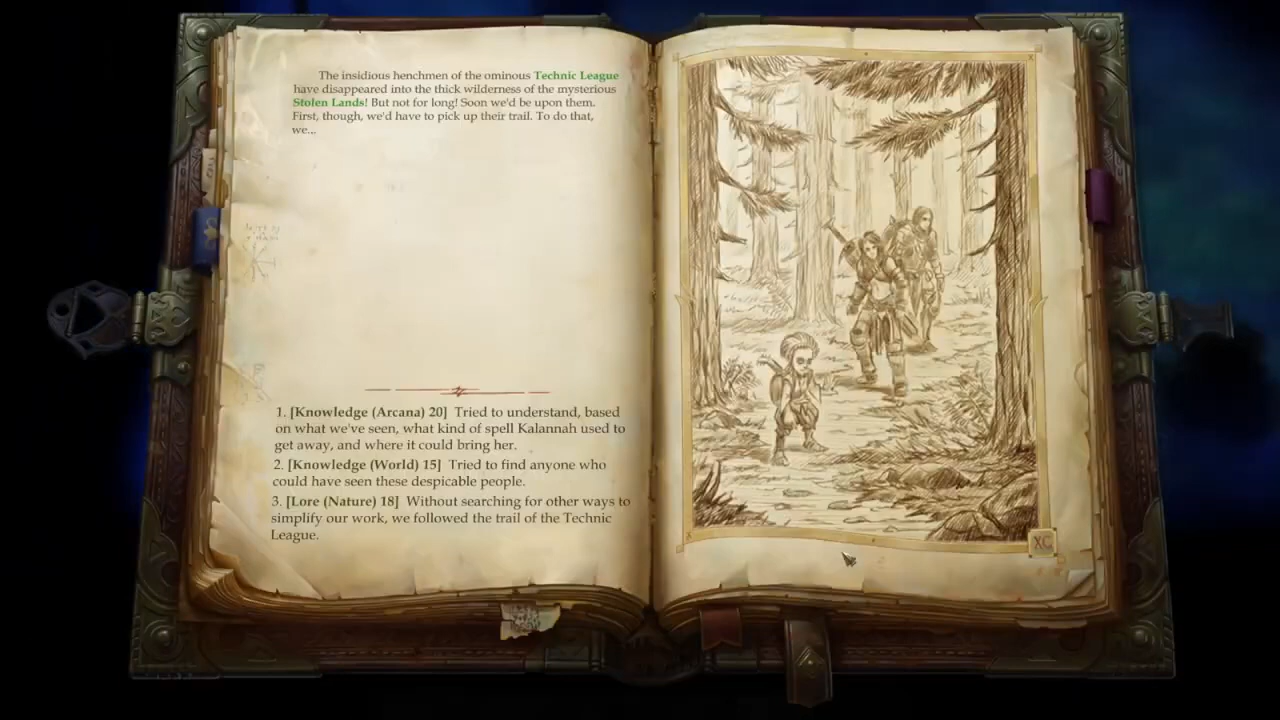 The insidious henchmen of the ominous Technic League
have disappeared into the thick wilderness of the mysterious
Stolen Lands! But not for long! Soon we'd be upon them.
First, though, we'd have to pick up their trail. To do that,
we...
1. [Knowledge (Arcana) 20] Tried to understand, based
on what we've seen, what kind of spell Kalannah used to
get away, and where it could bring her.
2. [Knowledge (World) 15] Tried to find anyone who
could have seen these despicable people.
3. [Lore (Nature) 18] Without searching for other ways to
simplify our work, we followed the trail of the Technic
League.
XC